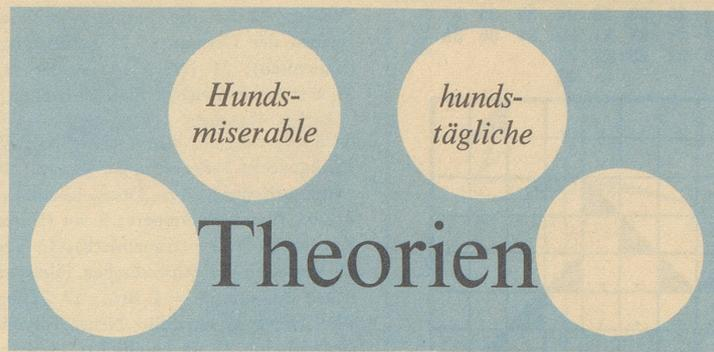 Hunds-
miserable
hunds-
tägliche
Theorien